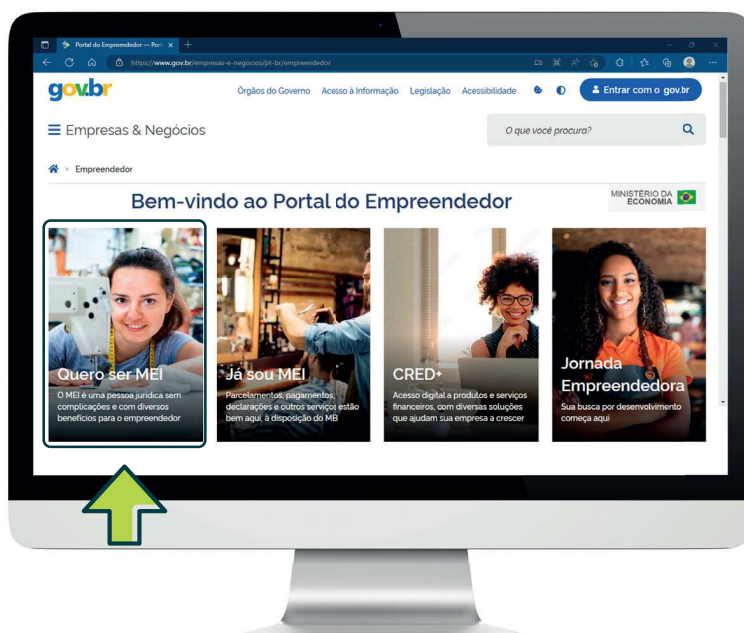 Portal do Empreendedor — Port
https://www.gov.br/empresas-e-negocios/pt-br/empreendedor
gov.br
Órgãos do Governo Acesso à Informação Legislação Acessibilidade
Entrar com o gov.br
Empresas & Negócios
O que você procura?
Empreendedor
Bem-vindo ao Portal do Empreendedor
MINISTÉRIO DA
ECONOMIA
Quero ser MEI
O MEI é uma pessoa jurídica sem
complicações e com diversos
benefícios para o empreendedor
Já sou MEI
Parcelamentos, pagamentos,
declarações e outros serviços estão
bem aqui, à disposição do MEI
CRED+
Acesso digital a produtos e serviços
financeiros, com diversas soluções
que ajudam sua empresa a crescer
Jornada
Empreendedora
Sua busca por desenvolvimento
começa aqui